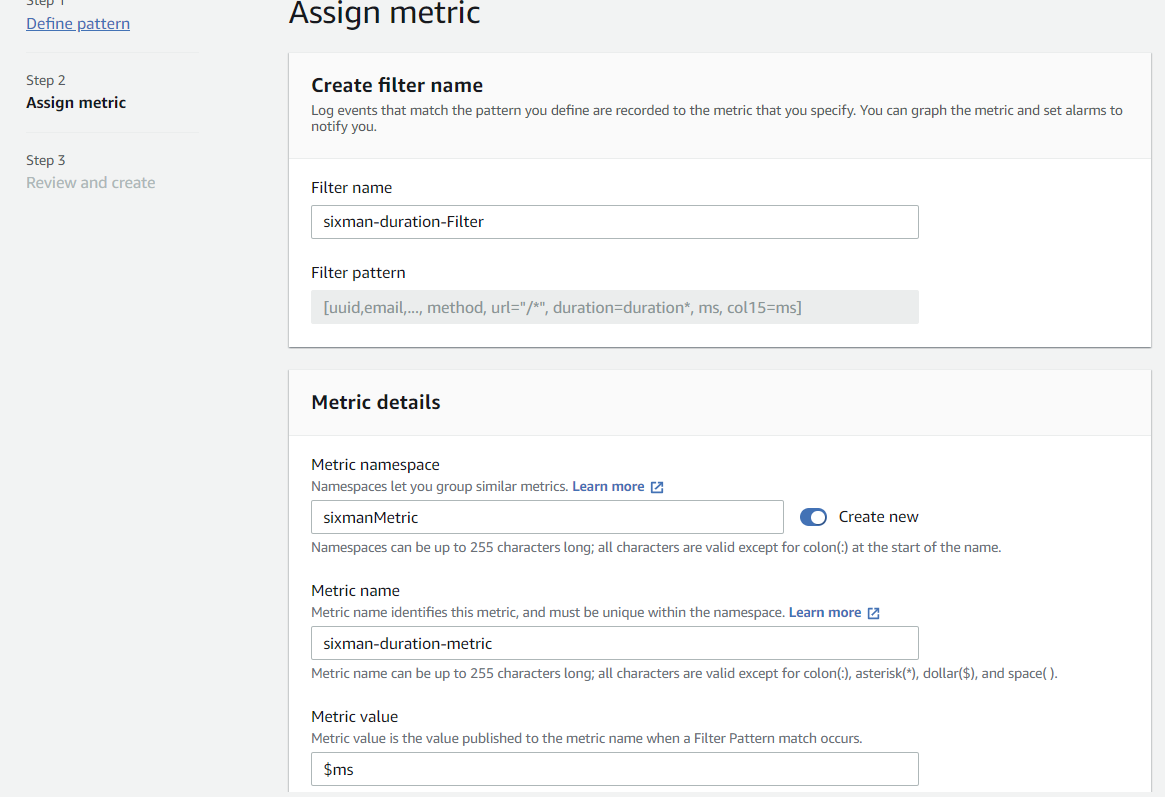 Step 1
Define pattern
Step 2
Assign metric
Step 3
Review and create
Assign metric
Create filter name
Log events that match the pattern you define are recorded to the metric that you specify. You can graph the metric and set alarms to
notify you.
Filter name
sixman-duration-Filter
Filter pattern
[uuid,email,..., method, url="/*", duration=duration*, ms, col15=ms]
Metric details
Metric namespace
Namespaces let you group similar metrics. Learn more
sixmanMetric
Create new
Namespaces can be up to 255 characters long; all characters are valid except for colon(:) at the start of the name.
Metric name
Metric name identifies this metric, and must be unique within the namespace. Learn more
sixman-duration-metric
Metric name can be up to 255 characters long; all characters are valid except for colon(:), asterisk(*), dollar($), and space( ).
Metric value
Metric value is the value published to the metric name when a Filter Pattern match occurs.
$ms